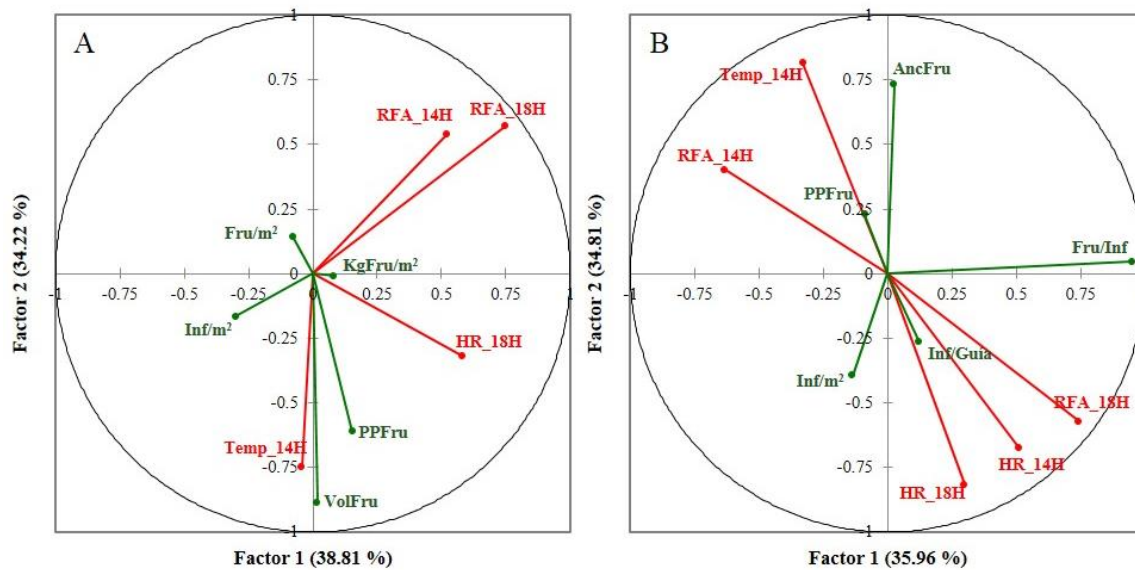 A
1
0.75
0.5
0.25
0
-0.25
-0.5
-0.75
-1
-1 -0.75 -0.5 -0.25 0 0.25 0.5 0.75 1
RFA_14H
RFA_18H
Fru/m²
KgFru/m²
Inf/m²
HR_18H
PPFru
Temp_14H
VolFru
Factor 2 (34.22 %)
Factor 1 (38.81 %)
B
1
0.75
0.5
0.25
0
-0.25
-0.5
-0.75
-1
-1 -0.75 -0.5 -0.25 0 0.25 0.5 0.75 1
Temp_14H
AncFru
RFA_14H
PPFru
Fru/Inf
Inf/Guía
Inf/m²
RFA_18H
HR_14H
HR_18H
Factor 2 (34.81 %)
Factor 1 (35.96 %)